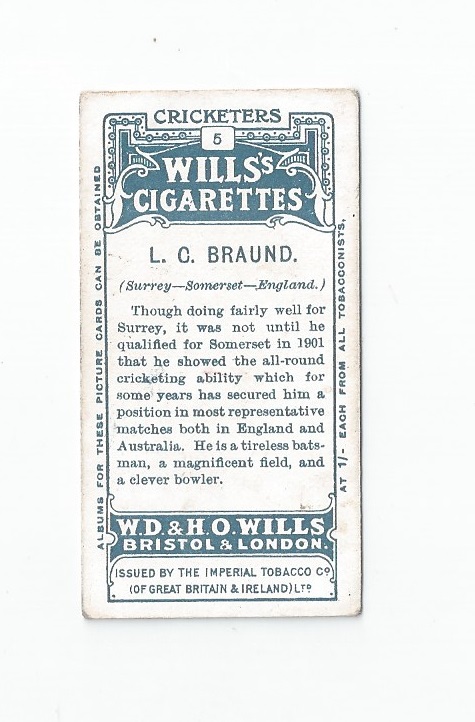 CRICKETERS
5
WILLS'S
CIGARETTES
L. C. BRAUND.
(Surrey—Somerset—England.)
Though doing fairly well for
Surrey, it was not until he
qualified for Somerset in 1901
that he showed the all-round
cricketing ability which for
some years has secured him a
position in most representative
matches both in England and
Australia. He is a tireless bats-
man, a magnificent field, and
a clever bowler.
W.D. & H.O. WILLS
BRISTOL & LONDON.
ISSUED BY THE IMPERIAL TOBACCO Co
(OF GREAT BRITAIN & IRELAND) LTD
ALBUMS FOR THESE PICTURE CARDS CAN BE OBTAINED
AT 1/- EACH FROM ALL TOBACCONISTS,